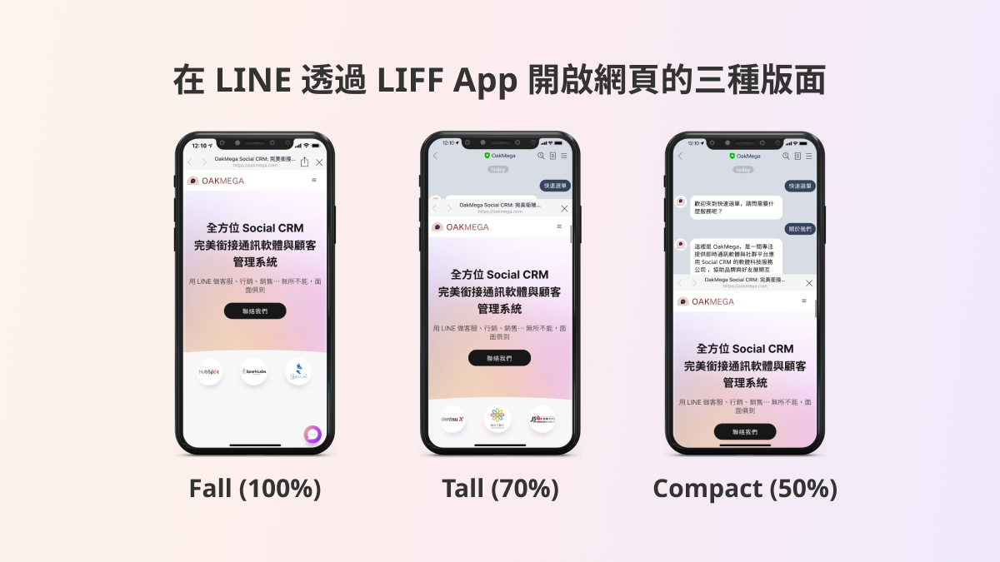 在 LINE 透過 LIFF App 開啟網頁的三種版面
12:10
OakMega Social CRM: 完美銜接...
https://oakmega.com
OAKMEGA
全方位 Social CRM
完美銜接通訊軟體與顧客
管理系統
用 LINE 做客服、行銷、銷售⋯ 無所不能，面
面俱到
聯絡我們
HubSpot
SparkLabs
Fall (100%)
12:10
OakMega
today
快速選單
OakMega Social CRM: 完美銜接...
https://oakmega.com
OAKMEGA
全方位 Social CRM
完美銜接通訊軟體與顧客
管理系統
用 LINE 做客服、行銷、銷售⋯ 無所不能，面
面俱到
聯絡我們
dentsu X
Tall (70%)
12:10
OakMega
today
快速選單
歡迎來到快速選單，請問需要什
麼服務呢？
關於我們
這裡是 OakMega，是一間專注
提供即時通訊軟體與社群平台應
用 Social CRM 的軟體科技服務
公司，協助品牌與好友展開互
OakMega Social CRM: 完美銜接...
https://oakmega.com
OAKMEGA
全方位 Social CRM
完美銜接通訊軟體與顧客
管理系統
用 LINE 做客服、行銷、銷售⋯ 無所不能，面
面俱到
聯絡我們
Compact (50%)